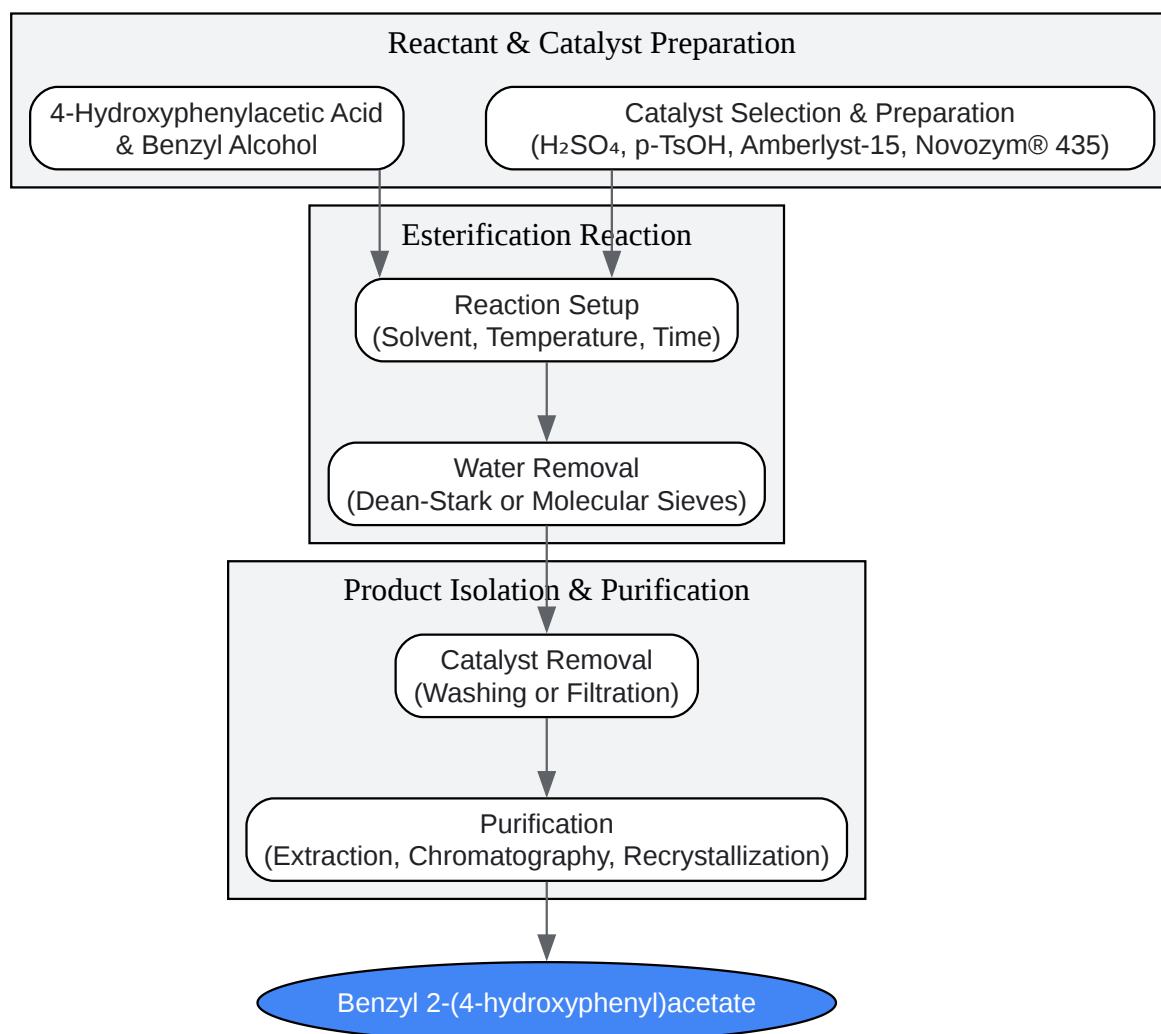 Reactant & Catalyst Preparation
4-Hydroxyphenylacetic Acid
& Benzyl Alcohol
Catalyst Selection & Preparation
(H₂SO₄, p-TsOH, Amberlyst-15, Novozym® 435)
Esterification Reaction
Reaction Setup
(Solvent, Temperature, Time)
Water Removal
(Dean-Stark or Molecular Sieves)
Product Isolation & Purification
Catalyst Removal
(Washing or Filtration)
Purification
(Extraction, Chromatography, Recrystallization)
Benzyl 2-(4-hydroxyphenyl)acetate